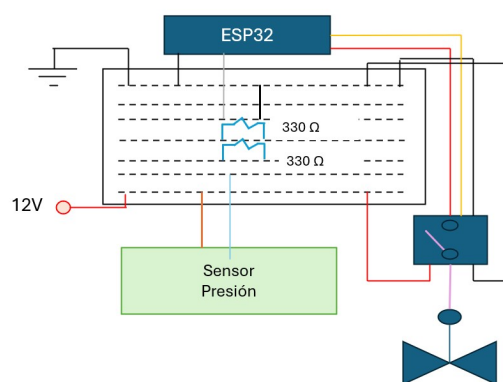 ESP32
330 Ω
330 Ω
12V
Sensor
Presión